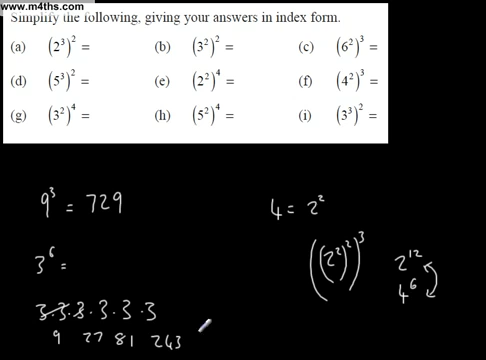 www.m4ths.com
Simplify the following, giving your answers in index form.
(a) (2³)² = (b) (3²)² = (c) (6²)³ =
(d) (5³)² = (e) (2²)⁴ = (f) (4²)³ =
(g) (3²)⁴ = (h) (5²)⁴ = (i) (3³)² =
9³ = 729 4 = 2²
((2²)²)³ 2¹²
3⁶ = 4⁶
3·3·3·3·3·3
9 27 81 243